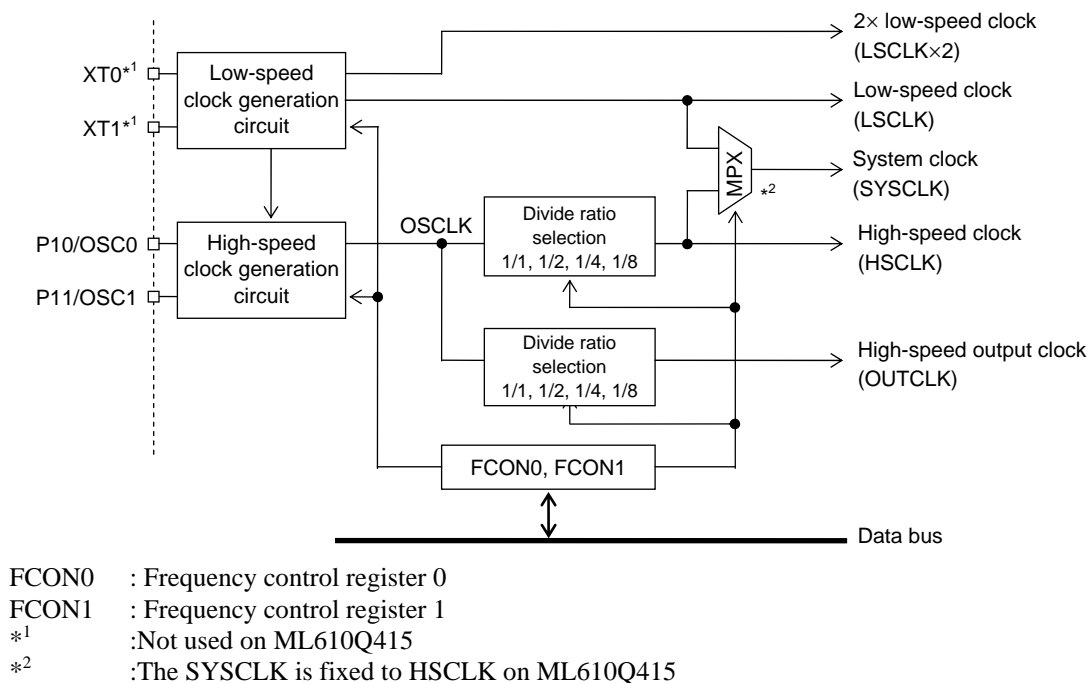 2× low-speed clock
(LSCLK×2)
XT0*1
Low-speed
clock generation
circuit
Low-speed clock
(LSCLK)
XT1*1
MPX
*2
System clock
(SYSCLK)
P10/OSC0
High-speed
clock generation
circuit
OSCLK
Divide ratio
selection
1/1, 1/2, 1/4, 1/8
High-speed clock
(HSCLK)
P11/OSC1
Divide ratio
selection
1/1, 1/2, 1/4, 1/8
High-speed output clock
(OUTCLK)
FCON0, FCON1
Data bus
FCON0 : Frequency control register 0
FCON1 : Frequency control register 1
*1 :Not used on ML610Q415
*2 :The SYSCLK is fixed to HSCLK on ML610Q415